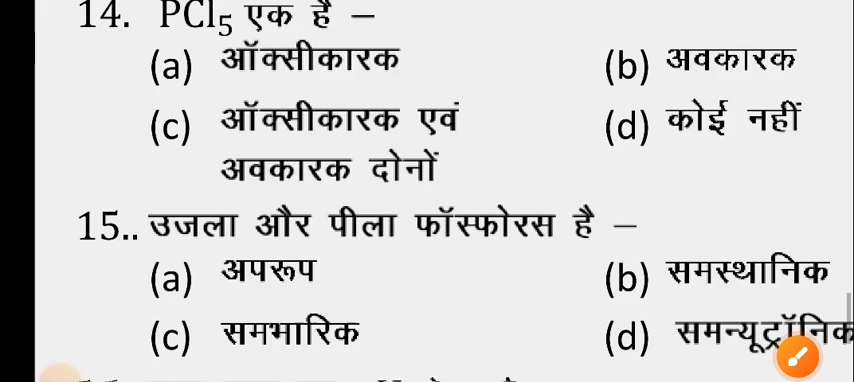 14. PCl₅ एक है –
(a) ऑक्सीकारक (b) अवकारक
(c) ऑक्सीकारक एवं (d) कोई नहीं
अवकारक दोनों
15.. उजला और पीला फॉस्फोरस है –
(a) अपरूप (b) समस्थानिक
(c) समभारिक (d) समन्यूट्रॉनिक